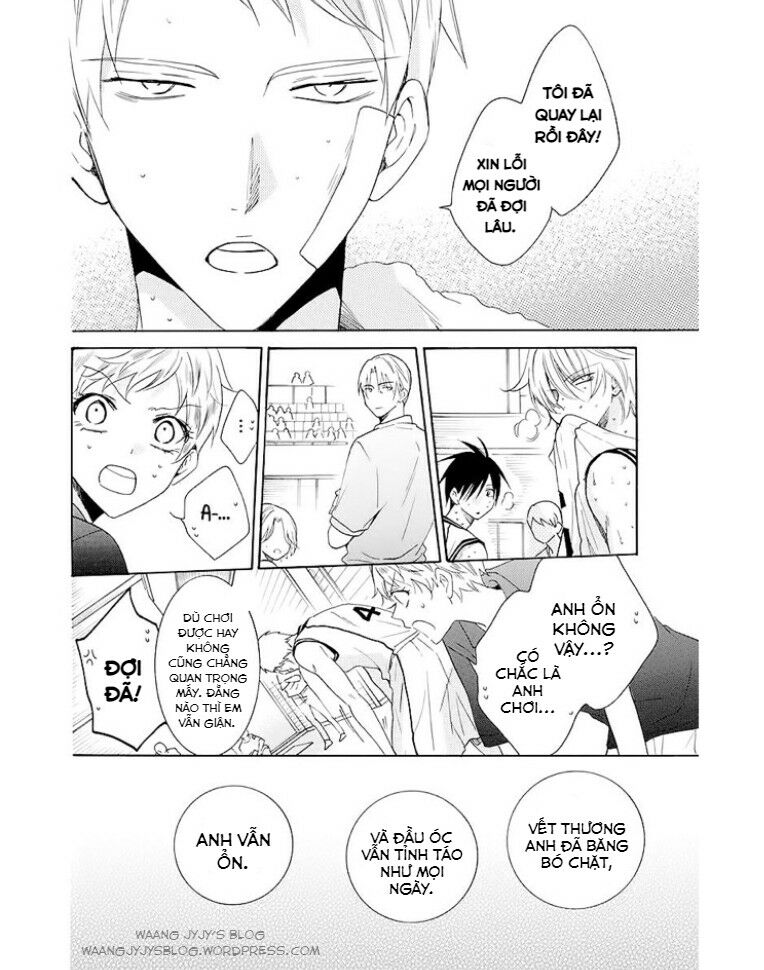 TÔI ĐÃ
QUAY LẠI
RỒI ĐÂY!
XIN LỖI
MỌI NGƯỜI
ĐÃ ĐỢI
LÂU.
...?
A-...
4
ANH ỔN
KHÔNG
VẬY...?
CÓ
CHẮC LÀ
ANH
CHƠI...
DÙ CHƠI
ĐƯỢC HAY
KHÔNG
CŨNG CHẲNG
QUAN TRỌNG
MẤY. ĐẰNG
NÀO THÌ EM
VẪN GIẬN.
ĐỢI
ĐÃ!
VẾT THƯƠNG
ANH ĐÃ BĂNG
BÓ CHẶT,
VÀ ĐẦU ÓC
VẪN TỈNH TÁO
NHƯ MỌI
NGÀY.
ANH VẪN
ỔN.
WAANG JYJY'S BLOG
WAANGJYJYSBLOG.WORDPRESS.COM